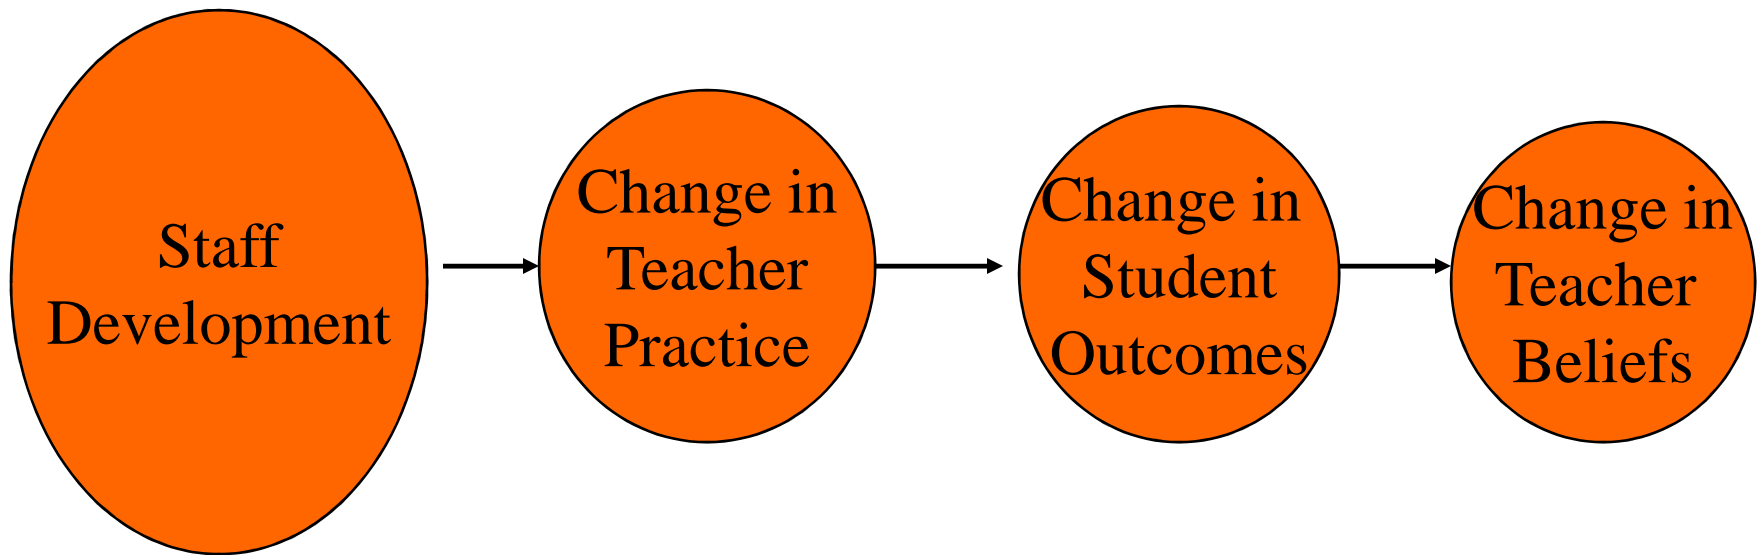 Staff
Development
Change in
Teacher
Practice
Change in
Student
Outcomes
Change in
Teacher
Beliefs